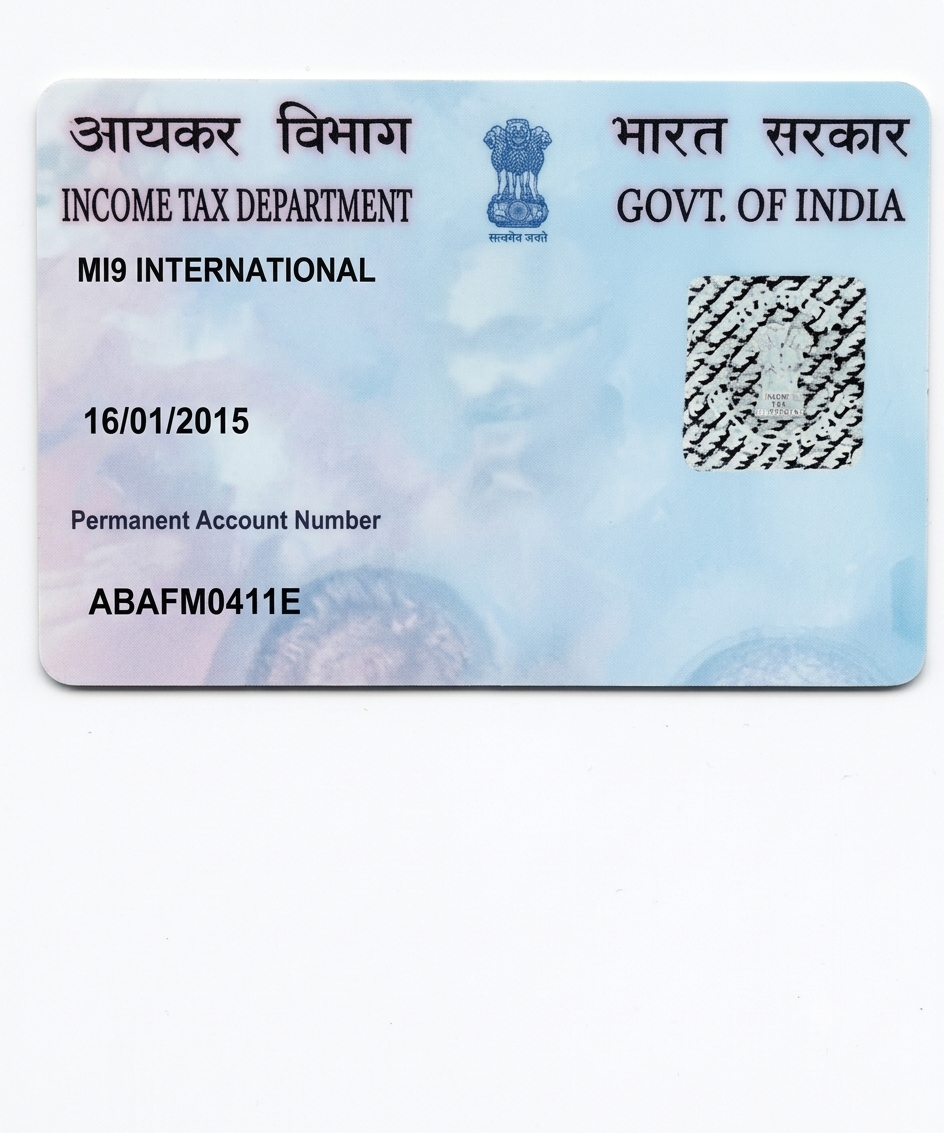 आयकर विभाग
INCOME TAX DEPARTMENT
सत्यमेव जयते
भारत सरकार
GOVT. OF INDIA
MI9 INTERNATIONAL
16/01/2015
Permanent Account Number
ABAFM0411E